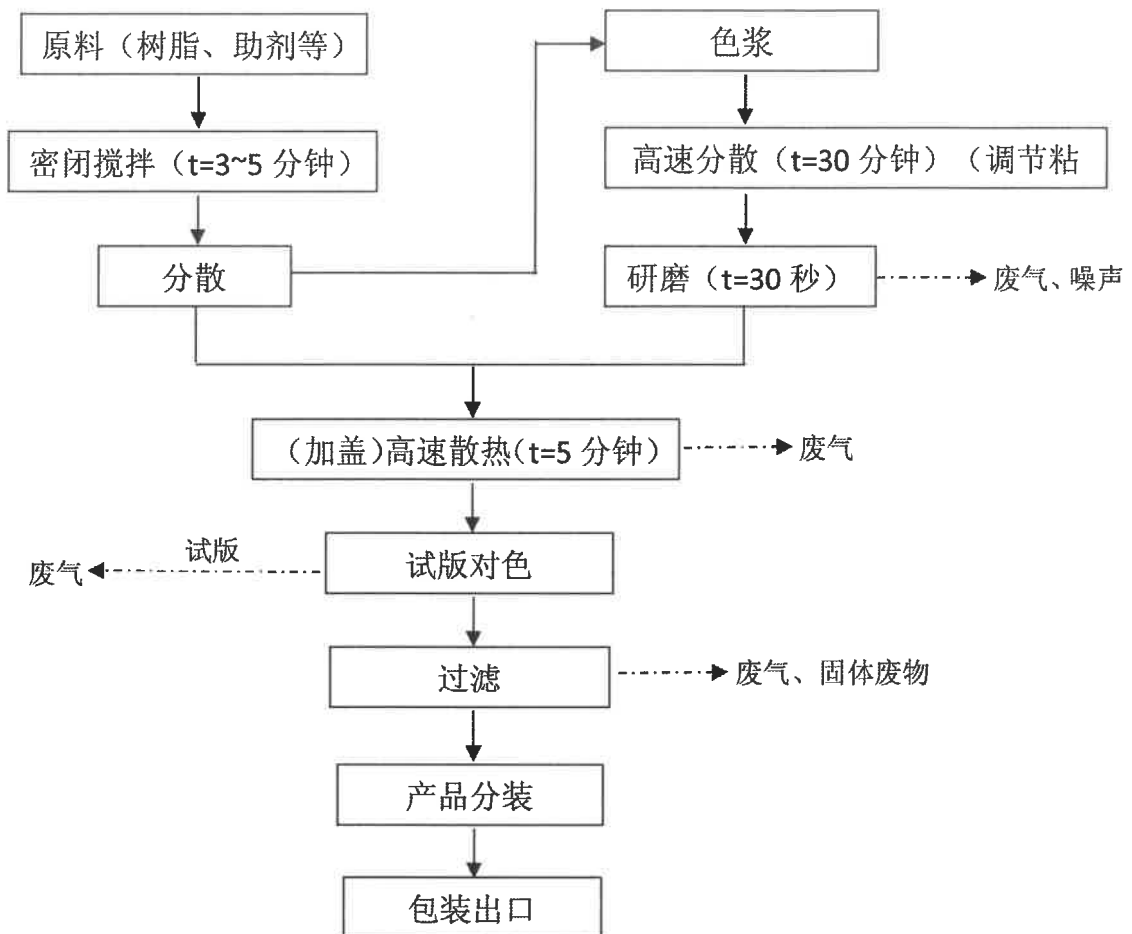 原料（树脂、助剂等）
色浆
密闭搅拌（t=3~5 分钟）
高速分散（t=30 分钟）（调节粘
分散
研磨（t=30 秒）
废气、噪声
（加盖）高速散热（t=5 分钟）
废气
试版
废气
试版对色
过滤
废气、固体废物
产品分装
包装出口